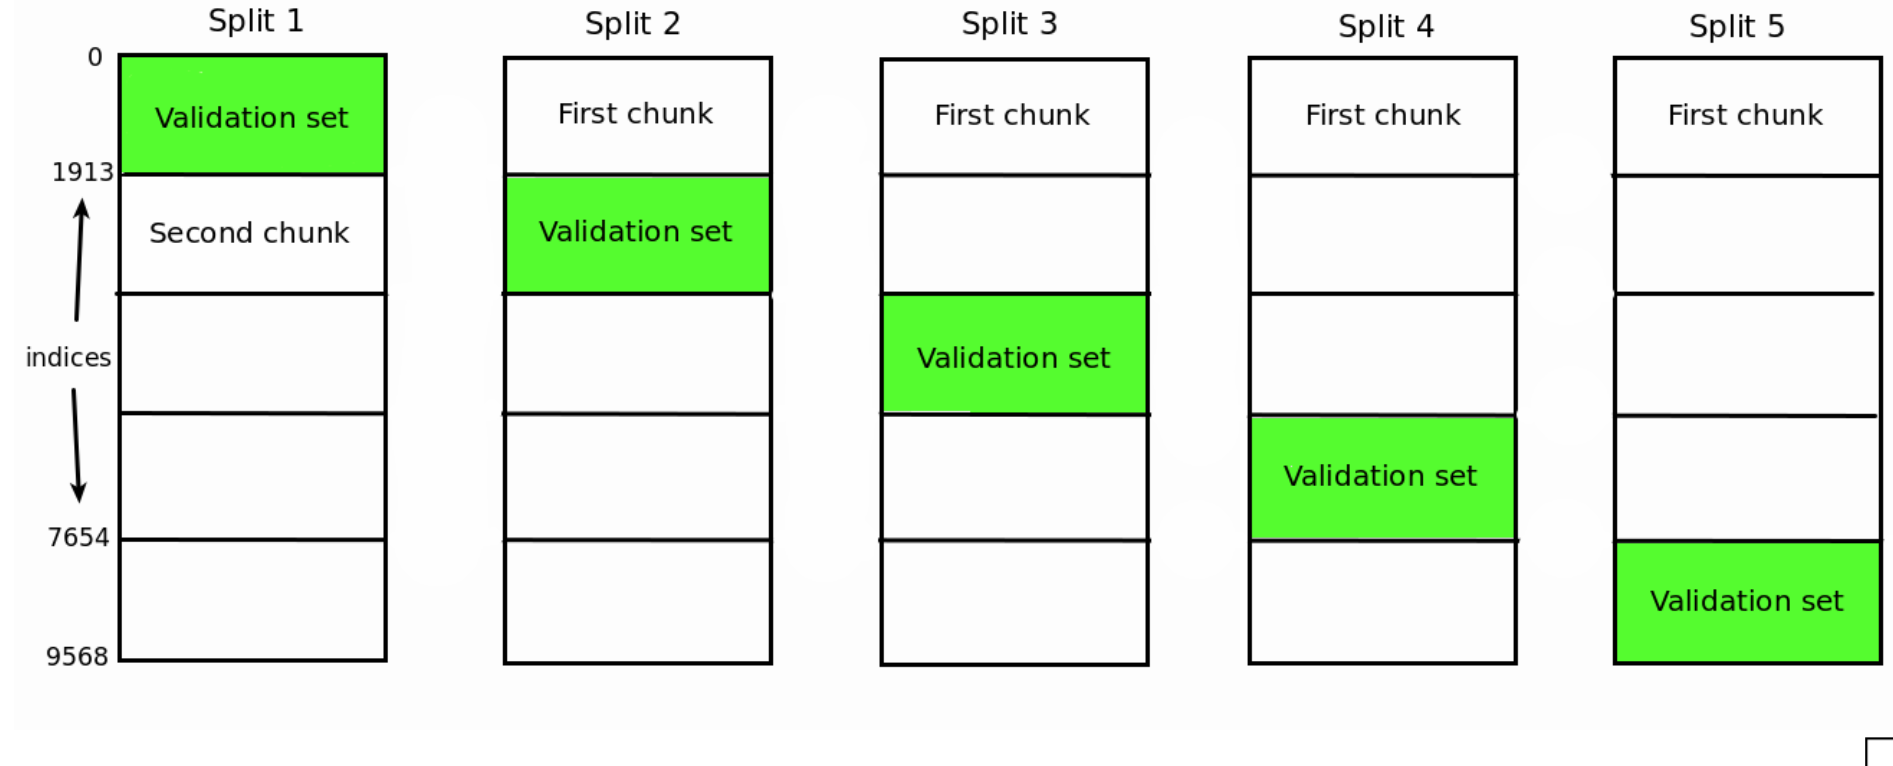 Split 1
Split 2
Split 3
Split 4
Split 5
0
Validation set
First chunk
First chunk
First chunk
First chunk
1913
Second chunk
Validation set
indices
Validation set
Validation set
7654
Validation set
9568